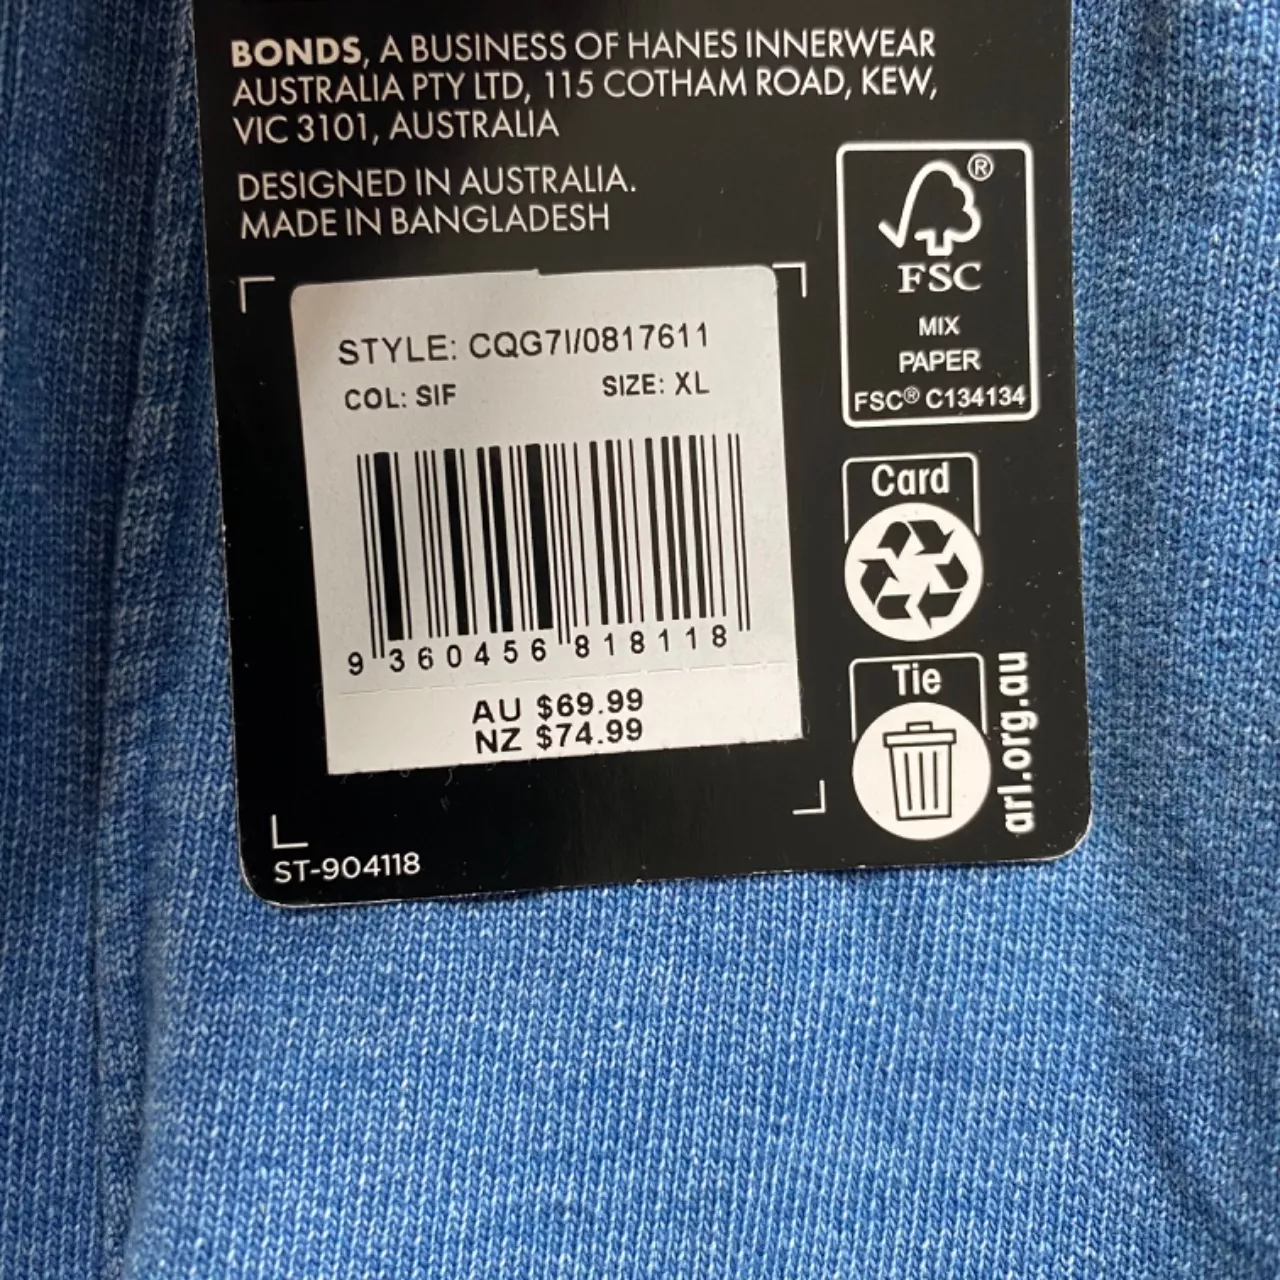 BONDS, A BUSINESS OF HANES INNERWEAR
AUSTRALIA PTY LTD, 115 COTHAM ROAD, KEW,
VIC 3101, AUSTRALIA
DESIGNED IN AUSTRALIA.
MADE IN BANGLADESH
STYLE: CQG7I/0817611
COL: SIF SIZE: XL
9 360456 818118
AU $69.99
NZ $74.99
ST-904118
®
FSC
MIX
PAPER
FSC® C134134
Card
Tie
arl.org.au